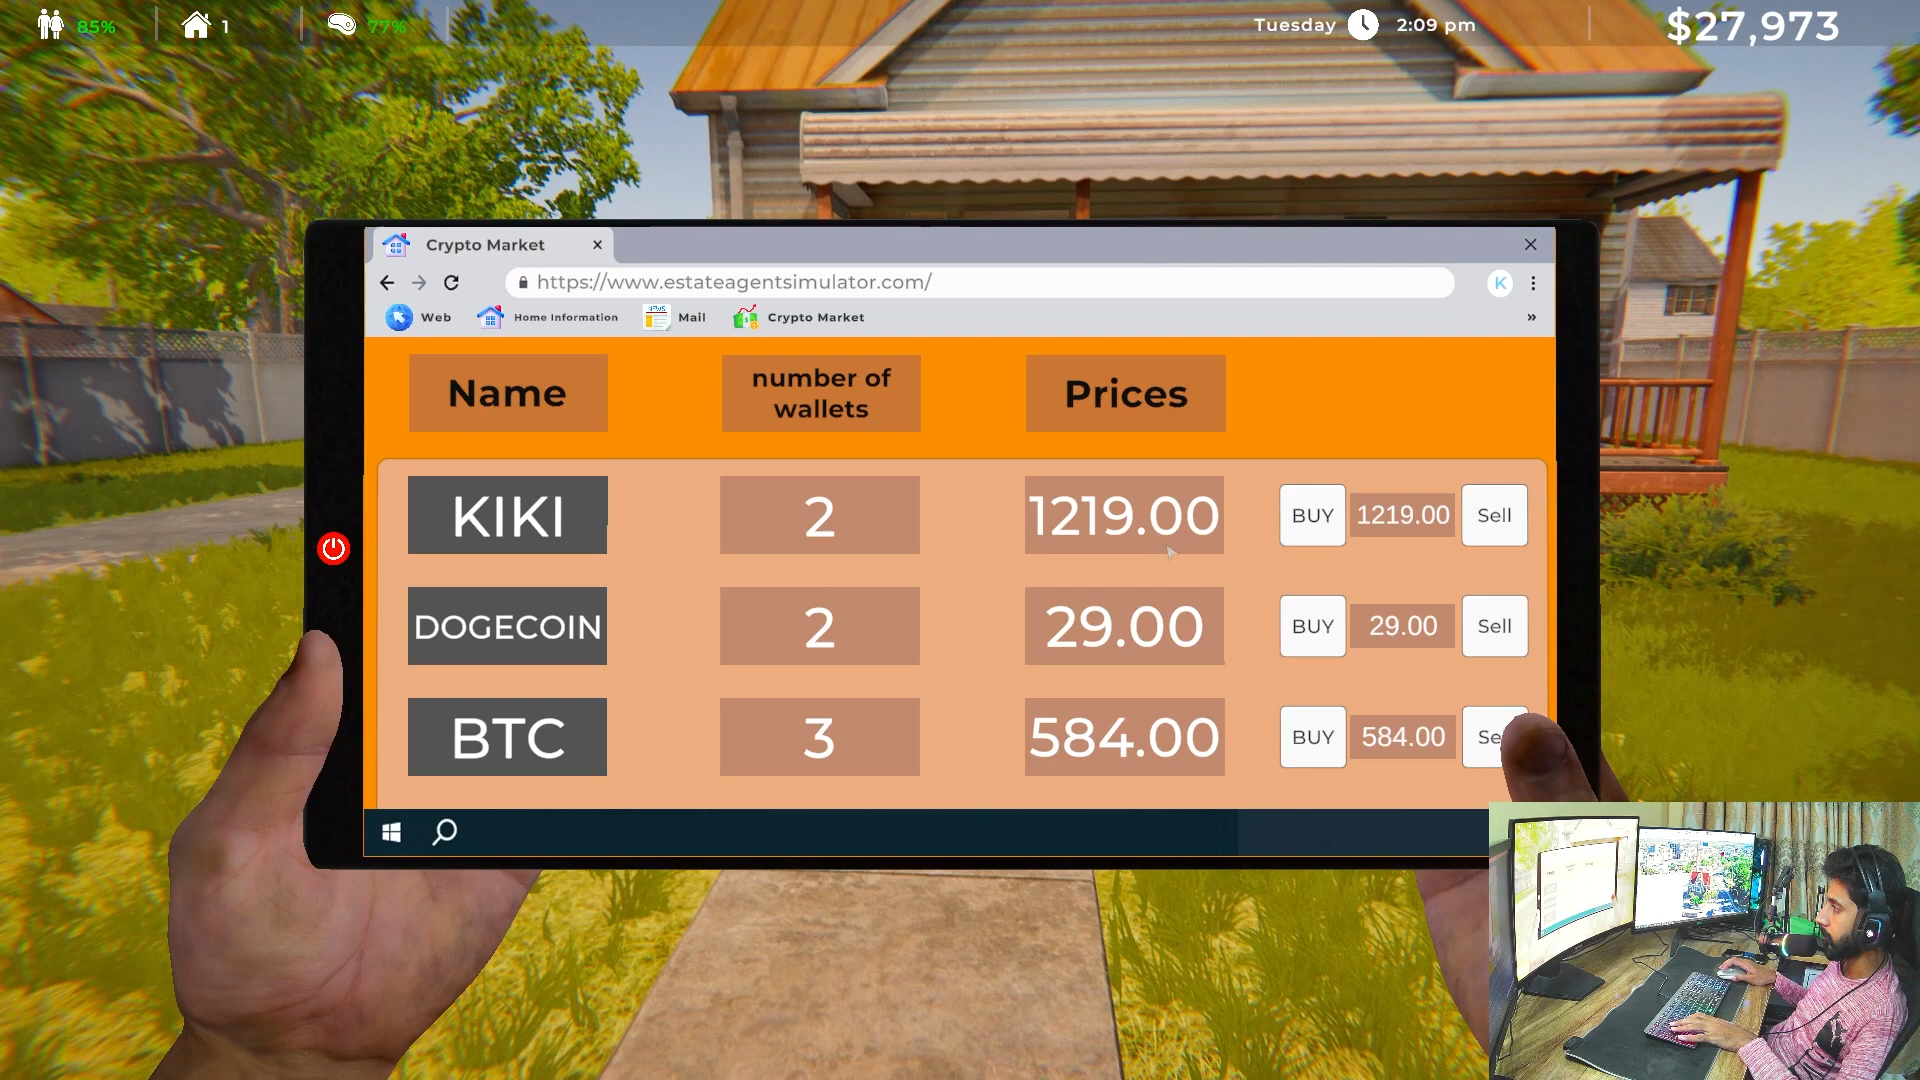 85%
1
77%
Tuesday
2:09 pm
$27,973
Crypto Market
https://www.estateagentsimulator.com/
K
Web
Home Information
NEWS
Mail
Crypto Market
Name
number of
wallets
Prices
KIKI
2
1219.00
BUY
1219.00
Sell
DOGECOIN
2
29.00
BUY
29.00
Sell
BTC
3
584.00
BUY
584.00
Se